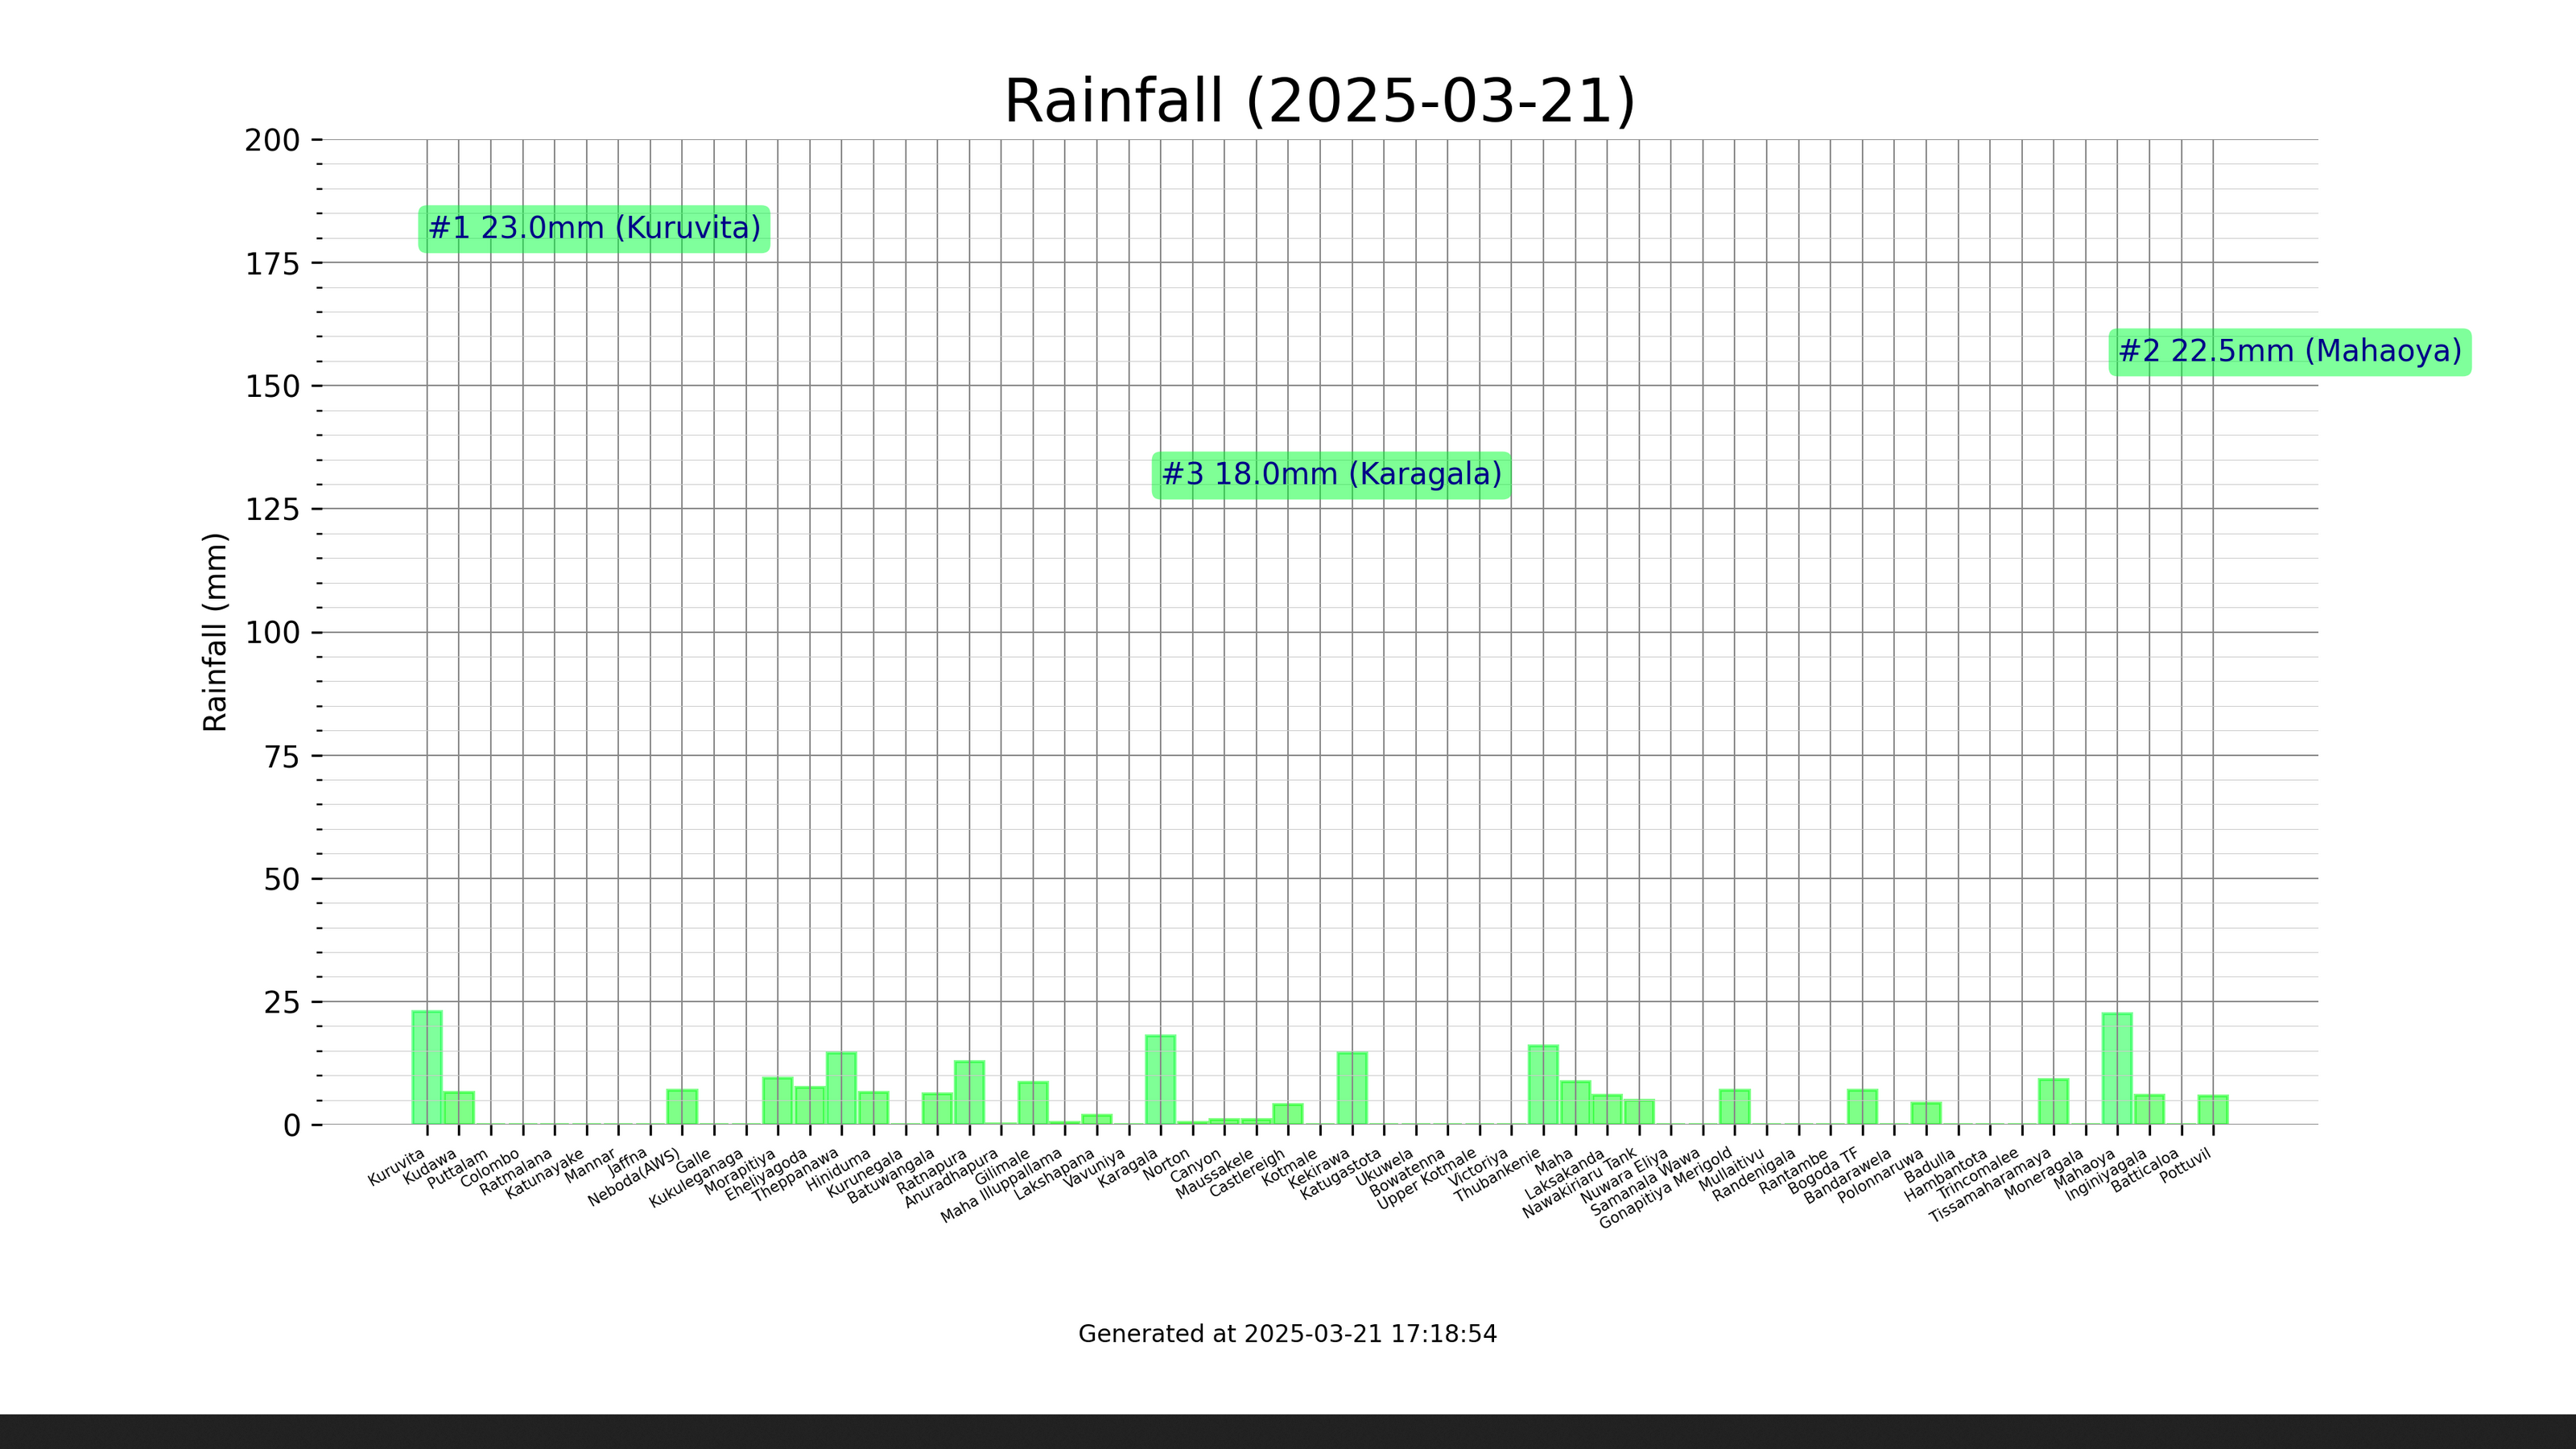 Rainfall (2025-03-21)
200
175
150
125
100
75
50
25
0
Rainfall (mm)
#1 23.0mm (Kuruvita)
#2 22.5mm (Mahaoya)
#3 18.0mm (Karagala)
Kuruvita
Kudawa
Puttalam
Colombo
Ratmalana
Katunayake
Mannar
Jaffna
Neboda(AWS)
Galle
Kukuleganaga
Morapitiya
Eheliyagoda
Theppanawa
Hiniduma
Kurunegala
Batuwangala
Ratnapura
Anuradhapura
Gilimale
Maha Illuppallama
Lakshapana
Vavuniya
Karagala
Norton
Canyon
Maussakele
Castlereigh
Kotmale
Kekirawa
Katugastota
Ukuwela
Bowatenna
Upper Kotmale
Victoriya
Thubankenie
Maha
Laksakanda
Nawakiriaru Tank
Nuwara Eliya
Samanala Wawa
Gonapitiya Merigold
Mullaitivu
Randenigala
Rantambe
Bogoda TF
Bandarawela
Polonnaruwa
Badulla
Hambantota
Trincomalee
Tissamaharamaya
Moneragala
Mahaoya
Inginiyagala
Batticaloa
Pottuvil
Generated at 2025-03-21 17:18:54